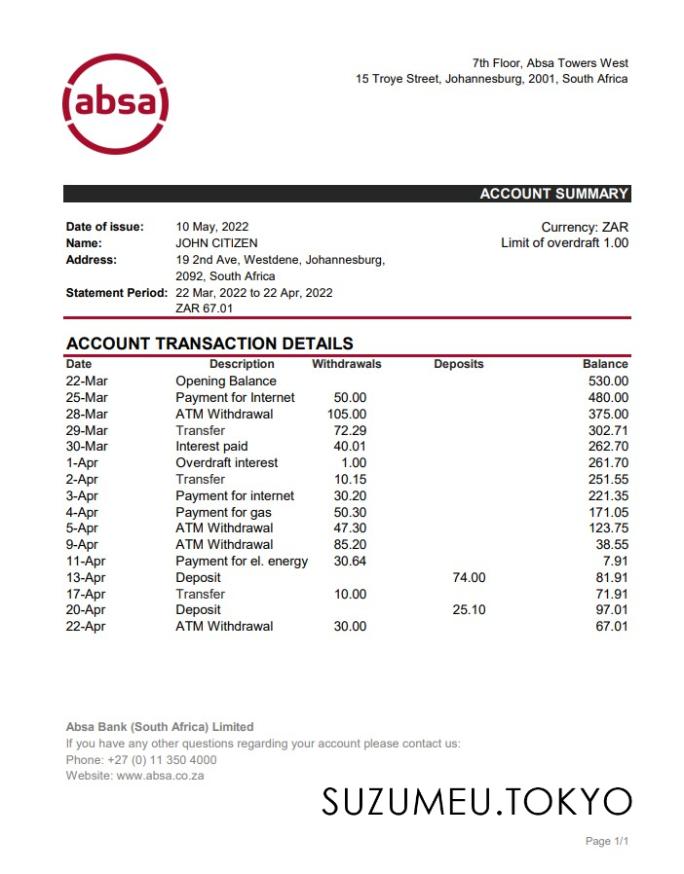 absa
7th Floor, Absa Towers West
15 Troye Street, Johannesburg, 2001, South Africa
ACCOUNT SUMMARY
Date of issue: 10 May, 2022
Currency: ZAR
Name: JOHN CITIZEN
Limit of overdraft 1.00
Address: 19 2nd Ave, Westdene, Johannesburg,
2092, South Africa
Statement Period: 22 Mar, 2022 to 22 Apr, 2022
ZAR 67.01
ACCOUNT TRANSACTION DETAILS
Date Description Withdrawals Deposits Balance
22-Mar Opening Balance 530.00
25-Mar Payment for Internet 50.00 480.00
28-Mar ATM Withdrawal 105.00 375.00
29-Mar Transfer 72.29 302.71
30-Mar Interest paid 40.01 262.70
1-Apr Overdraft interest 1.00 261.70
2-Apr Transfer 10.15 251.55
3-Apr Payment for internet 30.20 221.35
4-Apr Payment for gas 50.30 171.05
5-Apr ATM Withdrawal 47.30 123.75
9-Apr ATM Withdrawal 85.20 38.55
11-Apr Payment for el. energy 30.64 7.91
13-Apr Deposit 74.00 81.91
17-Apr Transfer 10.00 71.91
20-Apr Deposit 25.10 97.01
22-Apr ATM Withdrawal 30.00 67.01
Absa Bank (South Africa) Limited
If you have any other questions regarding your account please contact us:
Phone: +27 (0) 11 350 4000
Website: www.absa.co.za
SUZUMEU.TOKYO
Page 1/1